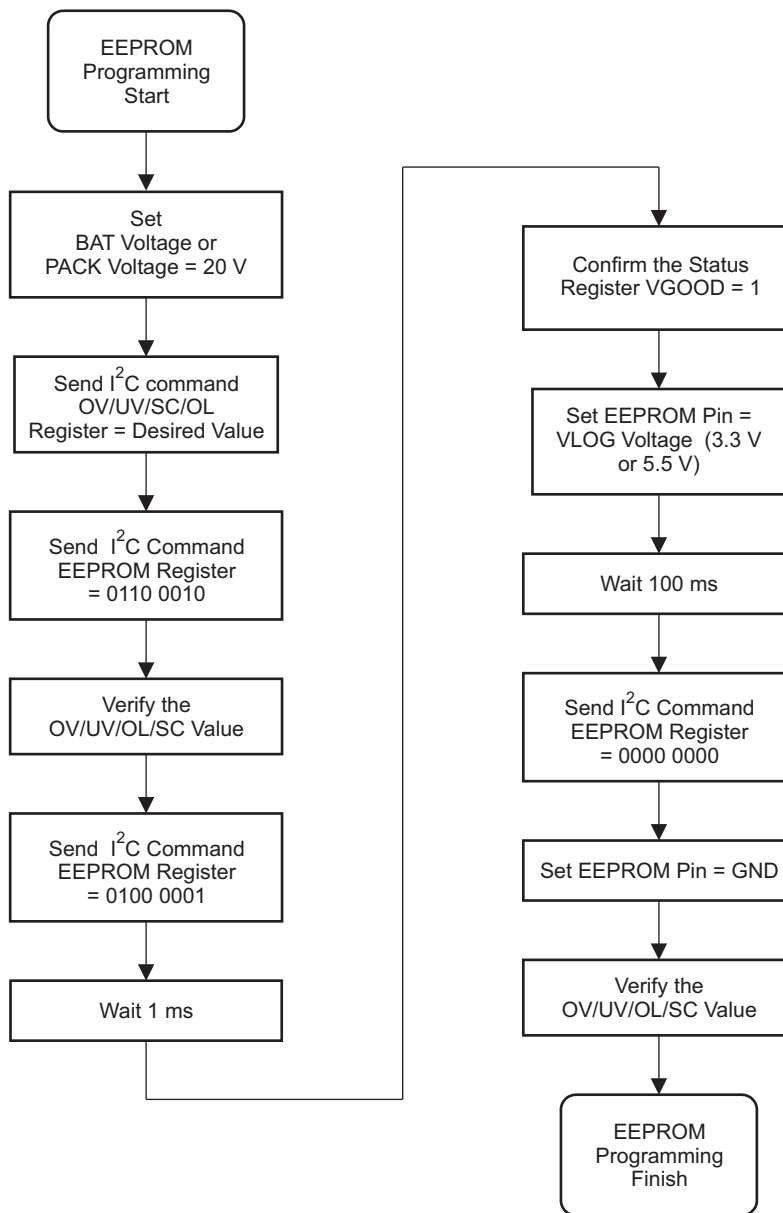 EEPROM
Programming
Start
Set
BAT Voltage or
PACK Voltage = 20 V
Send I²C command
OV/UV/SC/OL
Register = Desired Value
Send I²C Command
EEPROM Register
= 0110 0010
Verify the
OV/UV/OL/SC Value
Send I²C Command
EEPROM Register
= 0100 0001
Wait 1 ms
Confirm the Status
Register VGOOD = 1
Set EEPROM Pin =
VLOG Voltage (3.3 V
or 5.5 V)
Wait 100 ms
Send I²C Command
EEPROM Register
= 0000 0000
Set EEPROM Pin = GND
Verify the
OV/UV/OL/SC Value
EEPROM
Programming
Finish